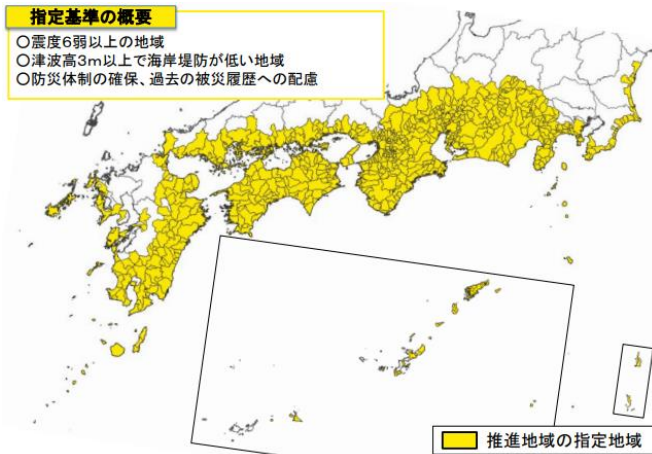 指定基準の概要
○震度6弱以上の地域
○津波高3m以上で海岸堤防が低い地域
○防災体制の確保、過去の被災履歴への配慮
推進地域の指定地域